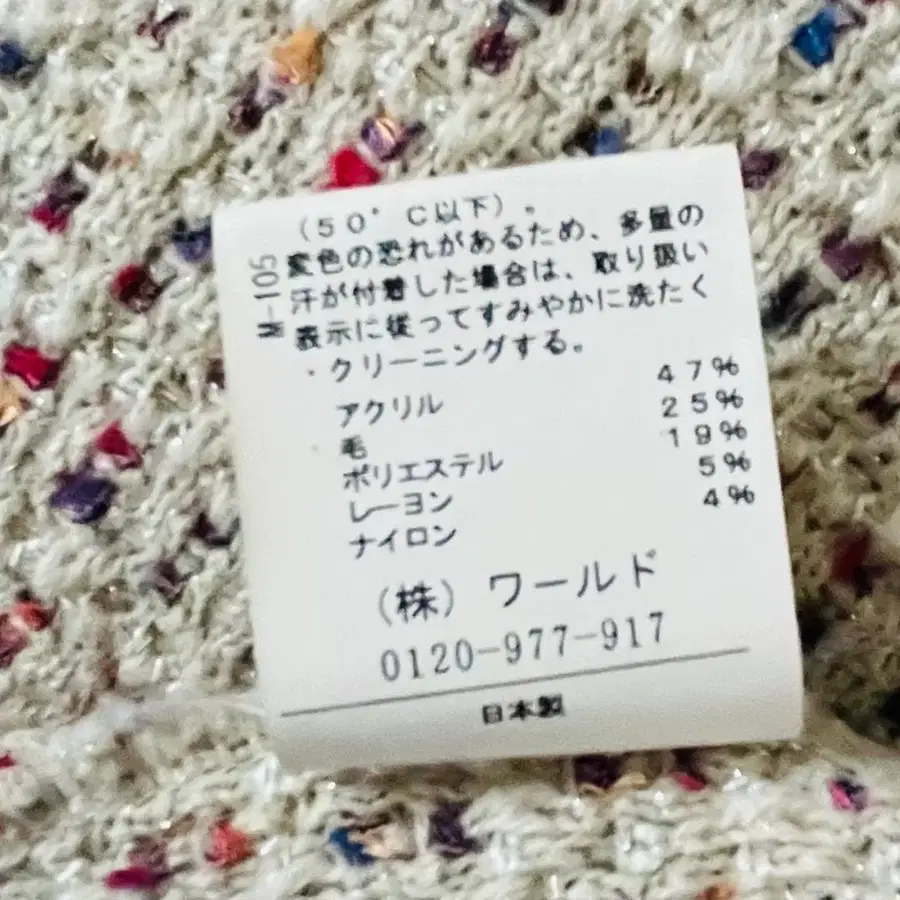 (50°C以下)。
変色の恐れがあるため、多量の
汗が付着した場合は、取り扱い
表示に従ってすみやかに洗たく
・クリーニングする。
アクリル 47%
毛 25%
ポリエステル 19%
レーヨン 5%
ナイロン 4%
(株) ワールド
0120-977-917
日本製